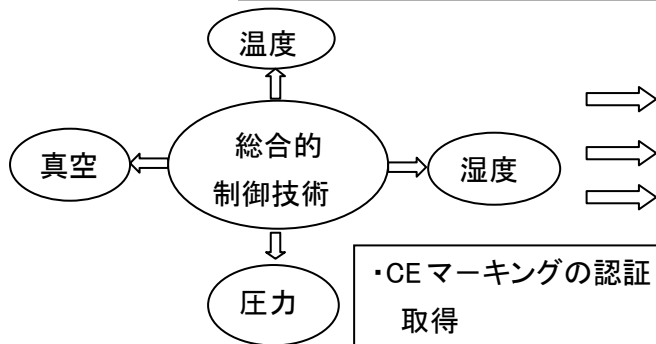 温度
総合的
制御技術
真空
湿度
圧力
・CEマーキングの認証
取得